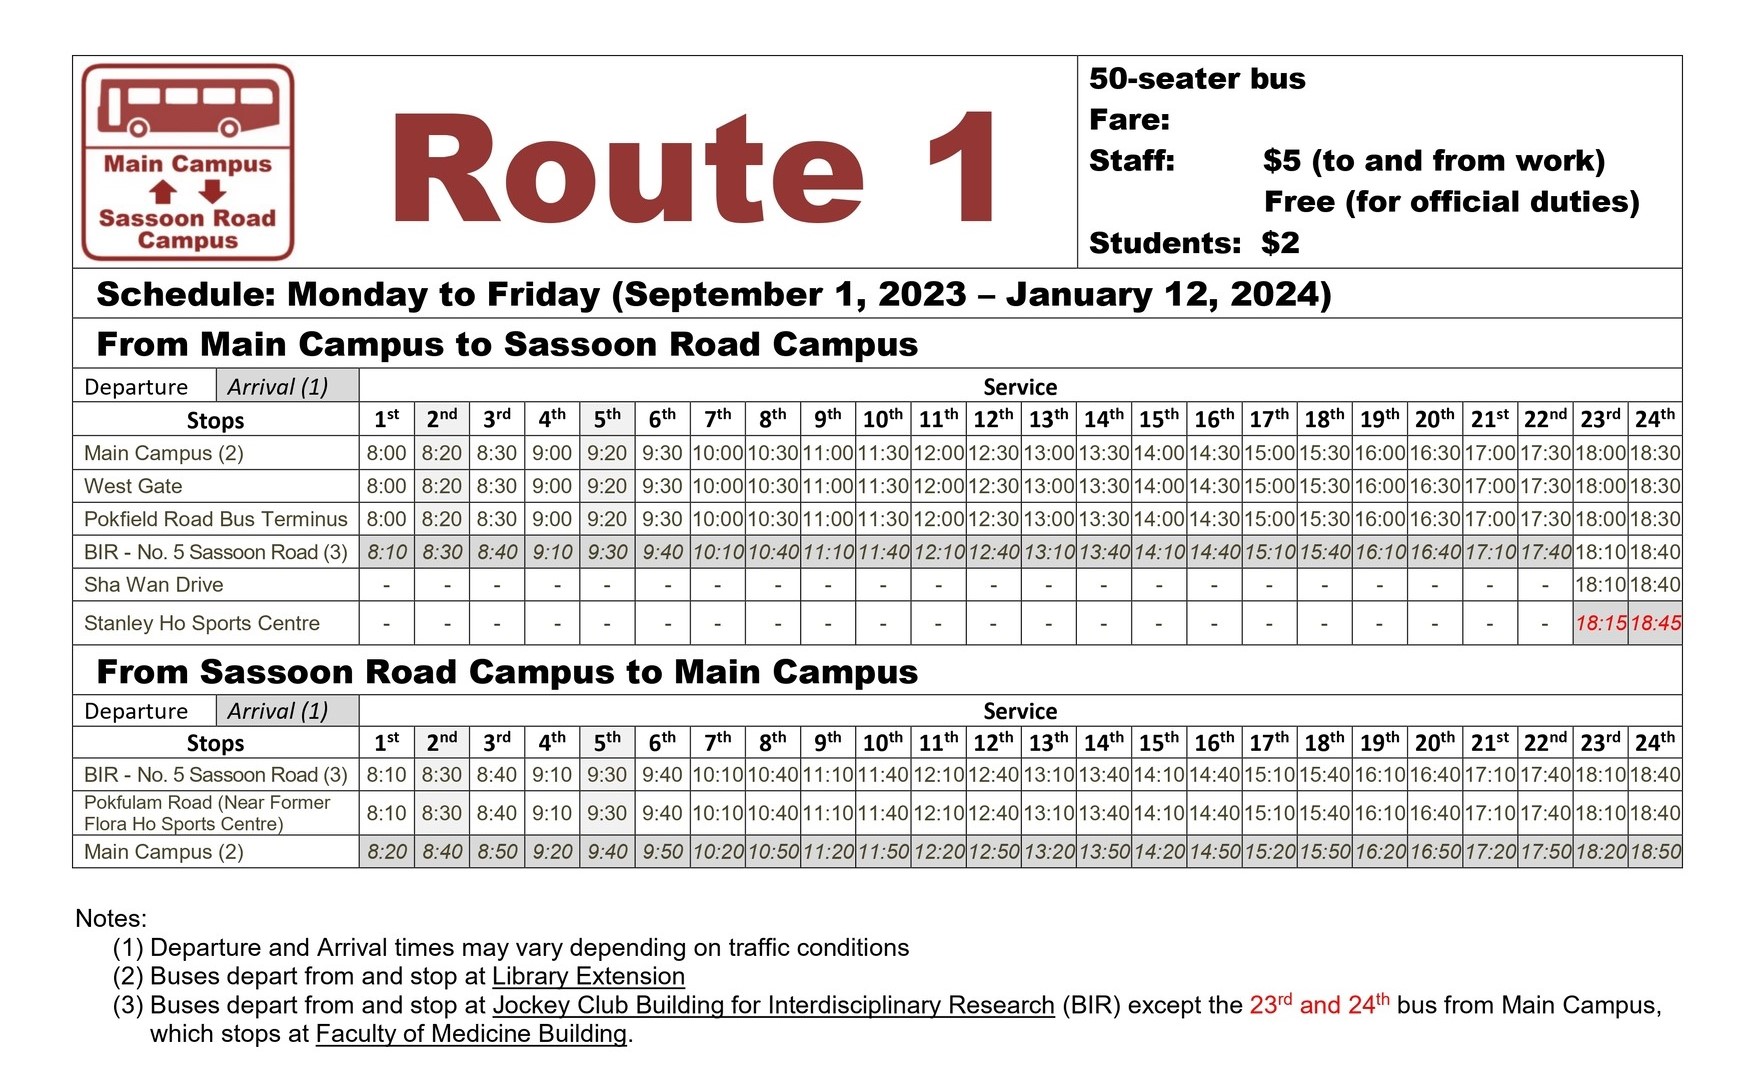 Main Campus
Sassoon Road
Campus
Route 1
50-seater bus
Fare:
Staff: $5 (to and from work)
Free (for official duties)
Students: $2
Schedule: Monday to Friday (September 1, 2023 – January 12, 2024)
From Main Campus to Sassoon Road Campus
Departure Arrival (1) Service
Stops 1st 2nd 3rd 4th 5th 6th 7th 8th 9th 10th 11th 12th 13th 14th 15th 16th 17th 18th 19th 20th 21st 22nd 23rd 24th
Main Campus (2) 8:00 8:20 8:30 9:00 9:20 9:30 10:00 10:30 11:00 11:30 12:00 12:30 13:00 13:30 14:00 14:30 15:00 15:30 16:00 16:30 17:00 17:30 18:00 18:30
West Gate 8:00 8:20 8:30 9:00 9:20 9:30 10:00 10:30 11:00 11:30 12:00 12:30 13:00 13:30 14:00 14:30 15:00 15:30 16:00 16:30 17:00 17:30 18:00 18:30
Pokfield Road Bus Terminus 8:00 8:20 8:30 9:00 9:20 9:30 10:00 10:30 11:00 11:30 12:00 12:30 13:00 13:30 14:00 14:30 15:00 15:30 16:00 16:30 17:00 17:30 18:00 18:30
BIR - No. 5 Sassoon Road (3) 8:10 8:30 8:40 9:10 9:30 9:40 10:10 10:40 11:10 11:40 12:10 12:40 13:10 13:40 14:10 14:40 15:10 15:40 16:10 16:40 17:10 17:40 18:10 18:40
Sha Wan Drive - - - - - - - - - - - - - - - - - - - - - - 18:10 18:40
Stanley Ho Sports Centre - - - - - - - - - - - - - - - - - - - - - - 18:15 18:45
From Sassoon Road Campus to Main Campus
Departure Arrival (1) Service
Stops 1st 2nd 3rd 4th 5th 6th 7th 8th 9th 10th 11th 12th 13th 14th 15th 16th 17th 18th 19th 20th 21st 22nd 23rd 24th
BIR - No. 5 Sassoon Road (3) 8:10 8:30 8:40 9:10 9:30 9:40 10:10 10:40 11:10 11:40 12:10 12:40 13:10 13:40 14:10 14:40 15:10 15:40 16:10 16:40 17:10 17:40 18:10 18:40
Pokfulam Road (Near Former
Flora Ho Sports Centre) 8:10 8:30 8:40 9:10 9:30 9:40 10:10 10:40 11:10 11:40 12:10 12:40 13:10 13:40 14:10 14:40 15:10 15:40 16:10 16:40 17:10 17:40 18:10 18:40
Main Campus (2) 8:20 8:40 8:50 9:20 9:40 9:50 10:20 10:50 11:20 11:50 12:20 12:50 13:20 13:50 14:20 14:50 15:20 15:50 16:20 16:50 17:20 17:50 18:20 18:50
Notes:
(1) Departure and Arrival times may vary depending on traffic conditions
(2) Buses depart from and stop at Library Extension
(3) Buses depart from and stop at Jockey Club Building for Interdisciplinary Research (BIR) except the 23rd and 24th bus from Main Campus,
which stops at Faculty of Medicine Building.